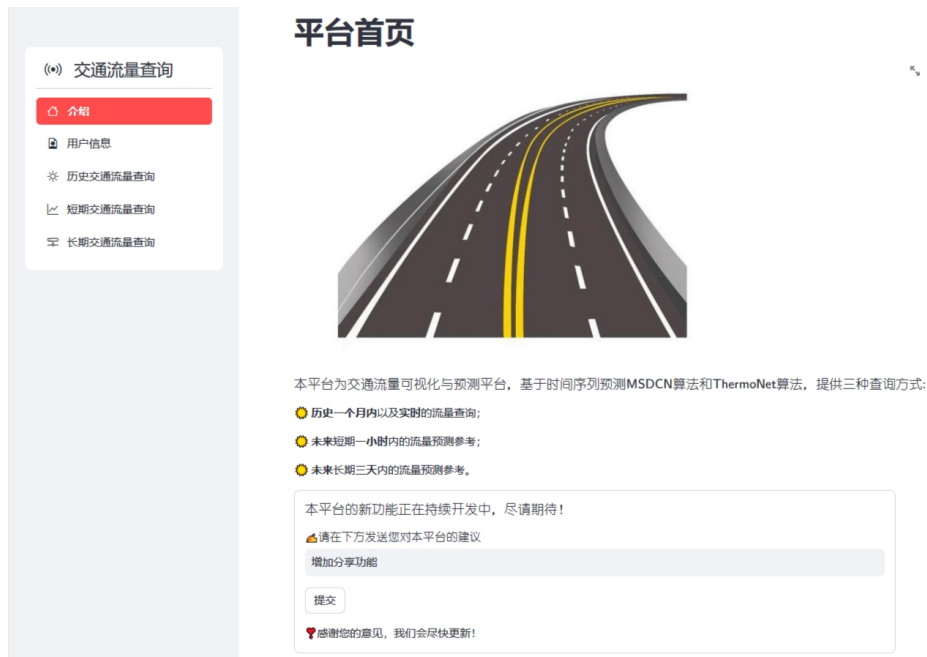 交通流量查询
介绍
用户信息
历史交通流量查询
短期交通流量查询
长期交通流量查询
平台首页
本平台为交通流量可视化与预测平台，基于时间序列预测MSDCN算法和ThermoNet算法，提供三种查询方式:
历史一个月内以及实时的流量查询;
未来短期一小时内的流量预测参考;
未来长期三天内的流量预测参考。
本平台的新功能正在持续开发中，尽请期待！
✍请在下方发送您对本平台的建议
增加分享功能
提交
❣感谢您的意见，我们会尽快更新！